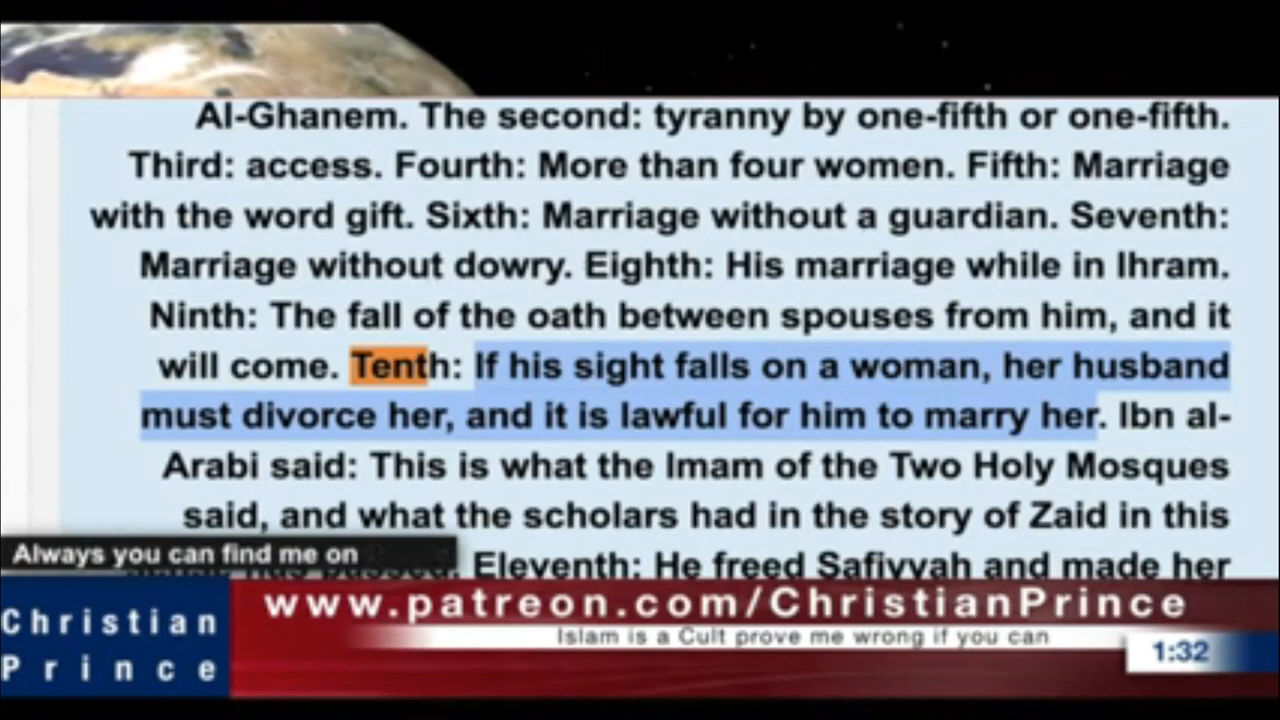 Al-Ghanem. The second: tyranny by one-fifth or one-fifth.
Third: access. Fourth: More than four women. Fifth: Marriage
with the word gift. Sixth: Marriage without a guardian. Seventh:
Marriage without dowry. Eighth: His marriage while in Ihram.
Ninth: The fall of the oath between spouses from him, and it
will come. Tenth: If his sight falls on a woman, her husband
must divorce her, and it is lawful for him to marry her. Ibn al-
Arabi said: This is what the Imam of the Two Holy Mosques
said, and what the scholars had in the story of Zaid in this
Eleventh: He freed Safiyyah and made her
Always you can find me on
www.patreon.com/ChristianPrince
Islam is a Cult prove me wrong if you can
Christian
Prince
1:32